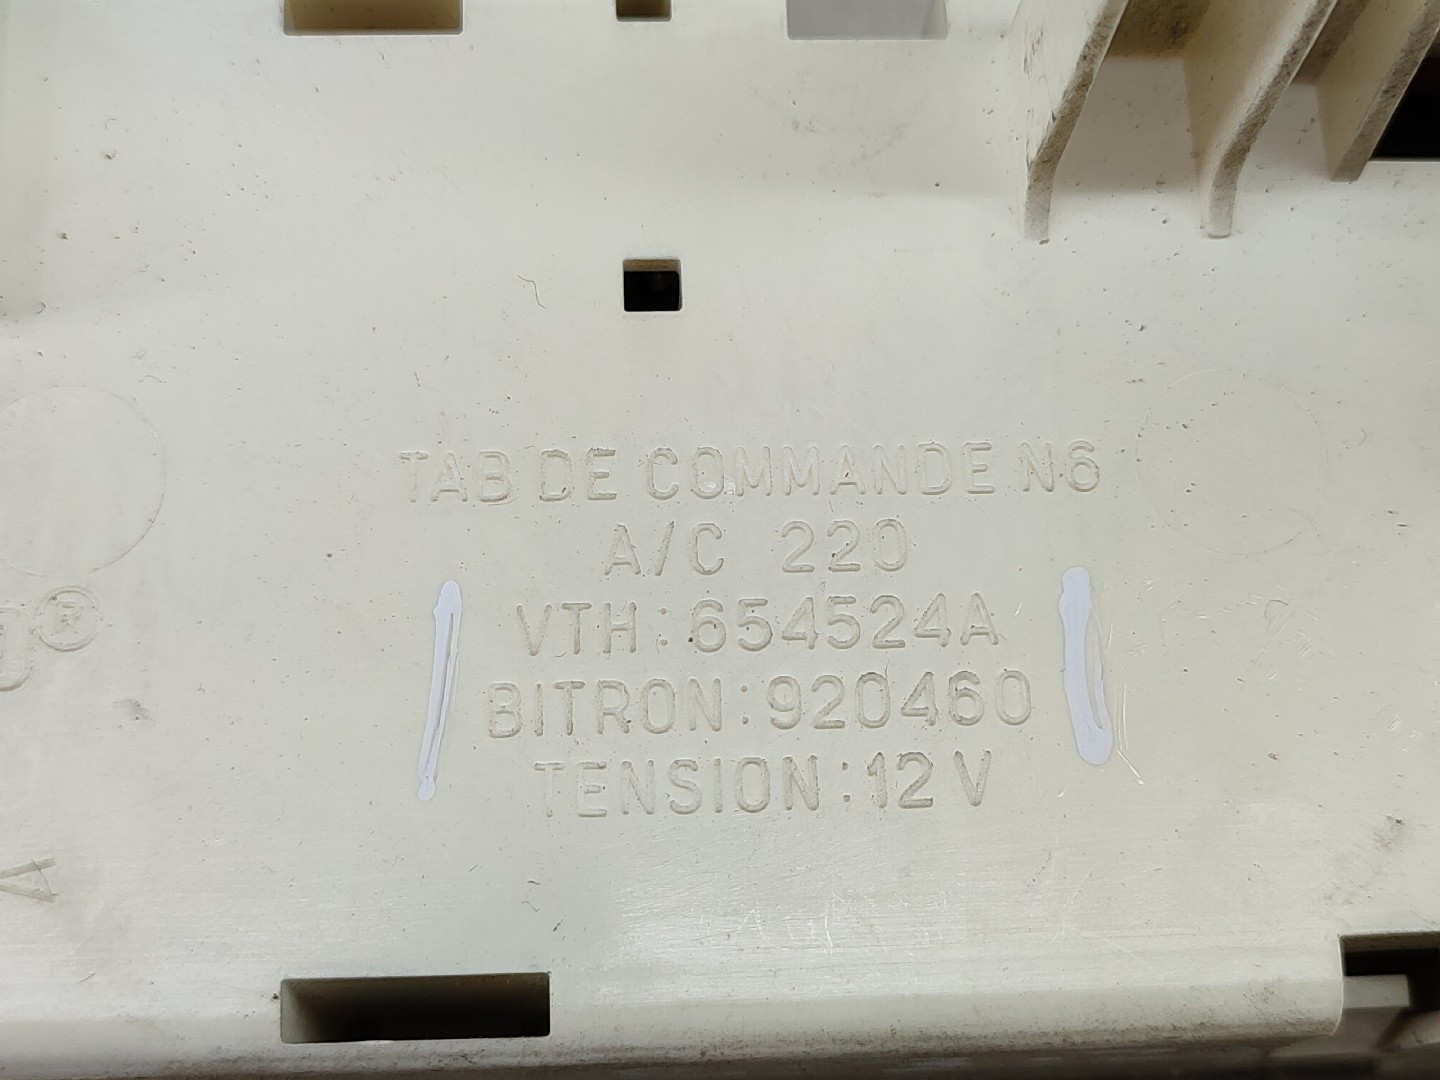 TAB DE COMMANDE N6
A/C 220
VTH:654524A
BITRON:920460
TENSION:12V
®
A